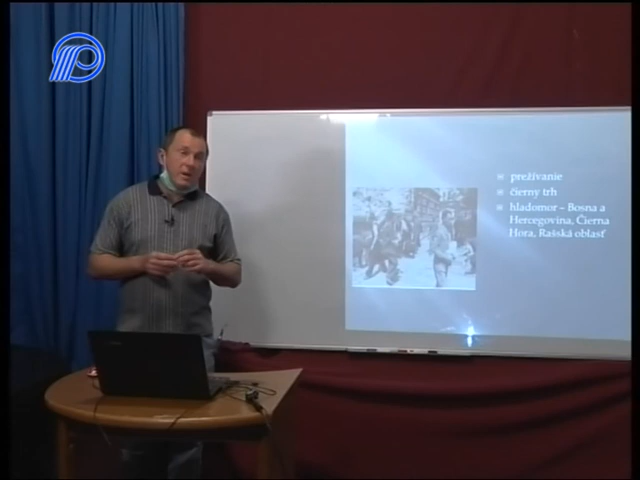 prežívanie
čierny trh
hladomor – Bosna a
Hercegovina, Čierna
Hora, Rašská oblasť